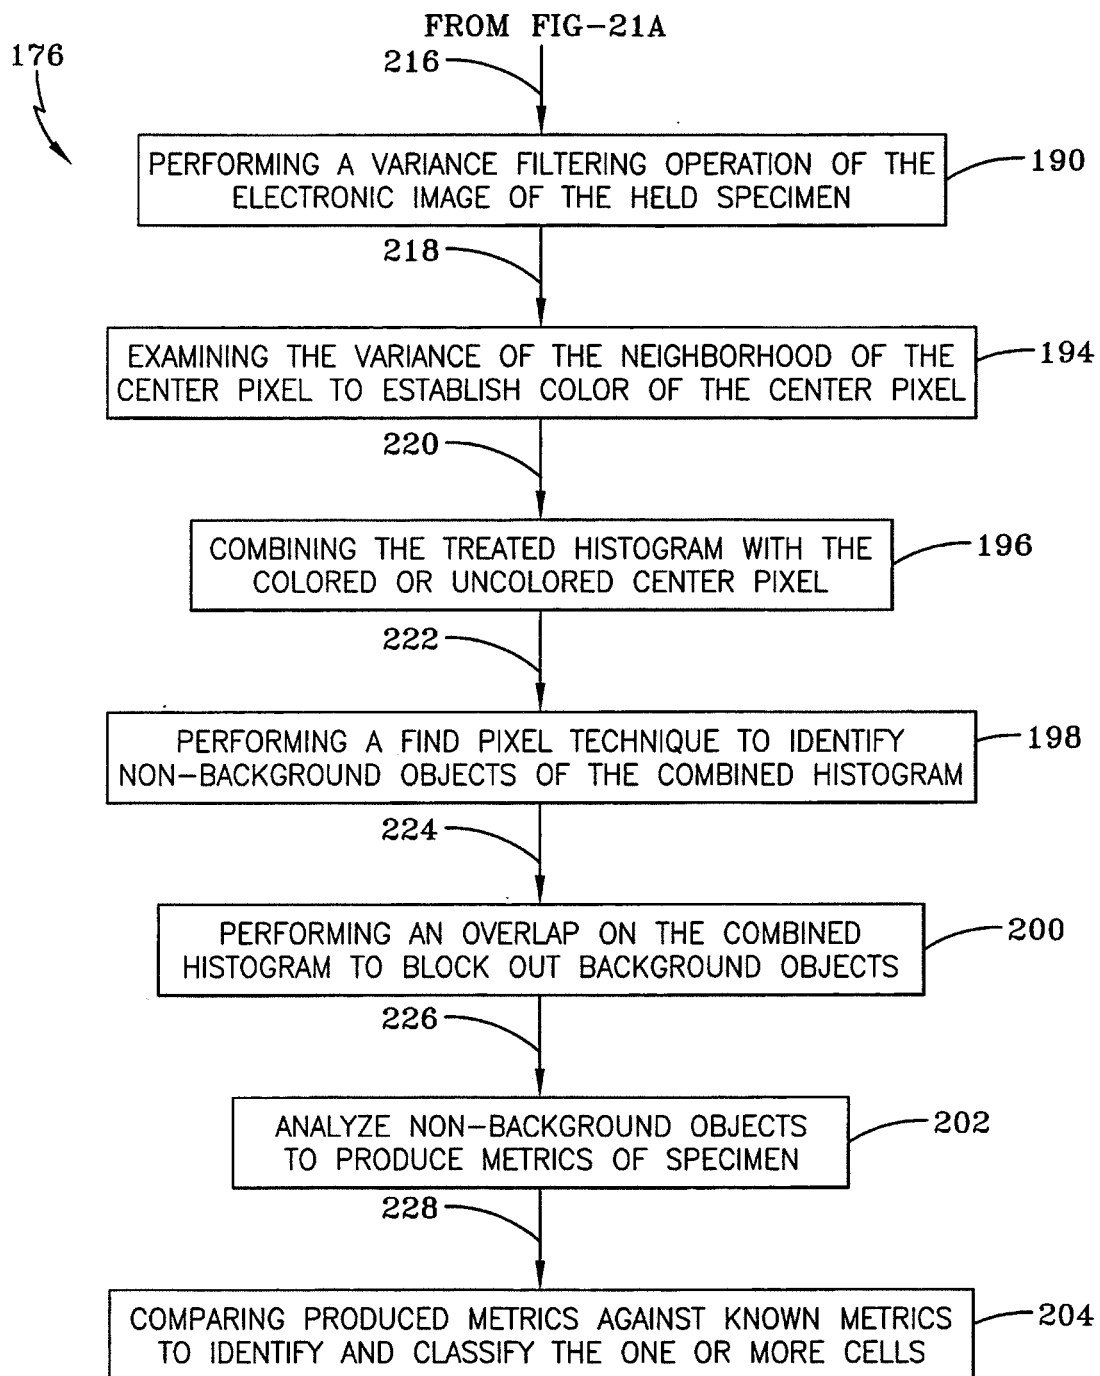 FROM FIG-21A
176
216
PERFORMING A VARIANCE FILTERING OPERATION OF THE
ELECTRONIC IMAGE OF THE HELD SPECIMEN
190
218
EXAMINING THE VARIANCE OF THE NEIGHBORHOOD OF THE
CENTER PIXEL TO ESTABLISH COLOR OF THE CENTER PIXEL
194
220
COMBINING THE TREATED HISTOGRAM WITH THE
COLORED OR UNCOLORED CENTER PIXEL
196
222
PERFORMING A FIND PIXEL TECHNIQUE TO IDENTIFY
NON-BACKGROUND OBJECTS OF THE COMBINED HISTOGRAM
198
224
PERFORMING AN OVERLAP ON THE COMBINED
HISTOGRAM TO BLOCK OUT BACKGROUND OBJECTS
200
226
ANALYZE NON-BACKGROUND OBJECTS
TO PRODUCE METRICS OF SPECIMEN
202
228
COMPARING PRODUCED METRICS AGAINST KNOWN METRICS
TO IDENTIFY AND CLASSIFY THE ONE OR MORE CELLS
204